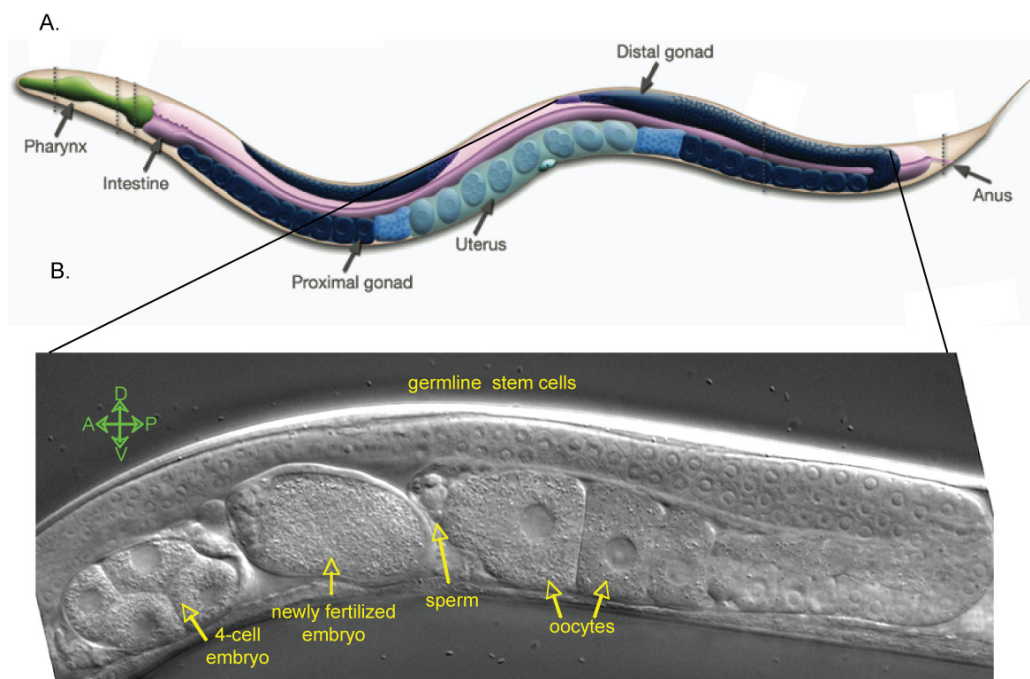 A.
Distal gonad
Pharynx
Intestine
Anus
Uterus
Proximal gonad
B.
germline stem cells
D
A P
V
sperm
oocytes
newly fertilized
embryo
4-cell
embryo